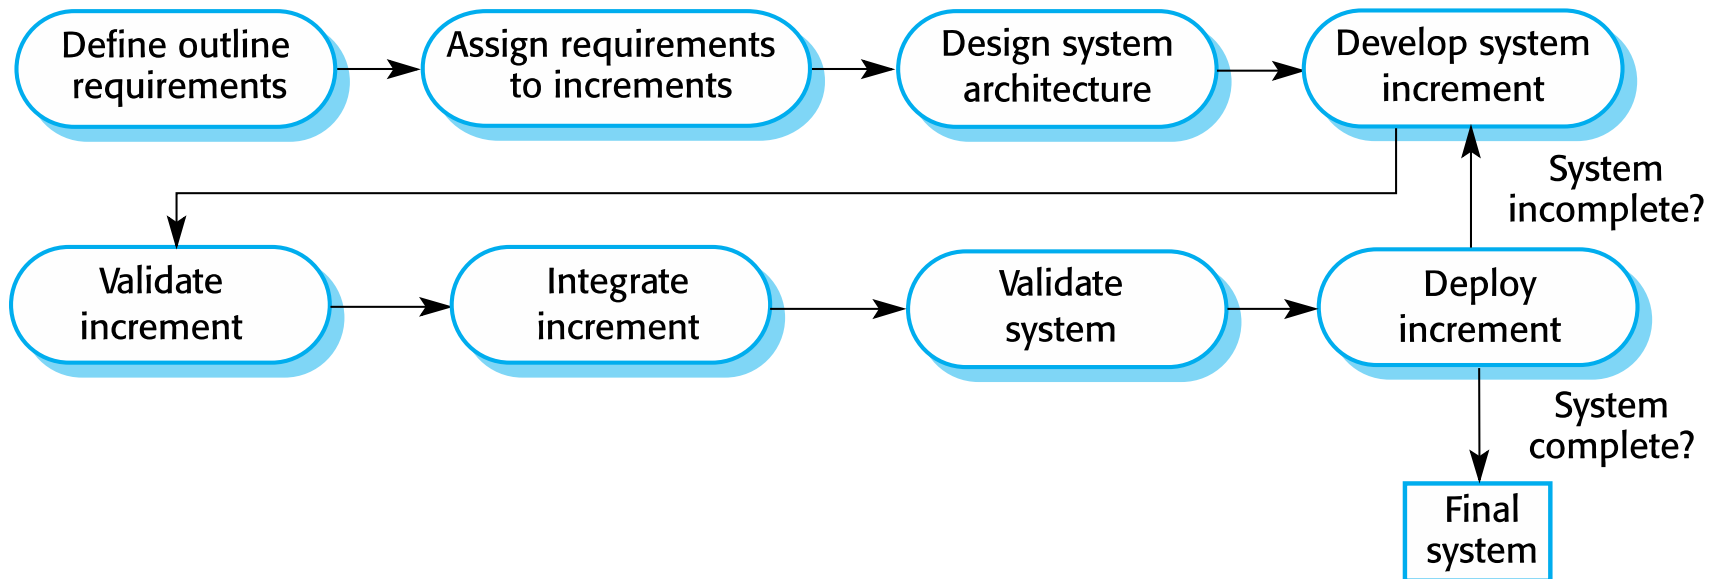 Define outline
requirements
Assign requirements
to increments
Design system
architecture
Develop system
increment
System
incomplete?
Validate
increment
Integrate
increment
Validate
system
Deploy
increment
System
complete?
Final
system